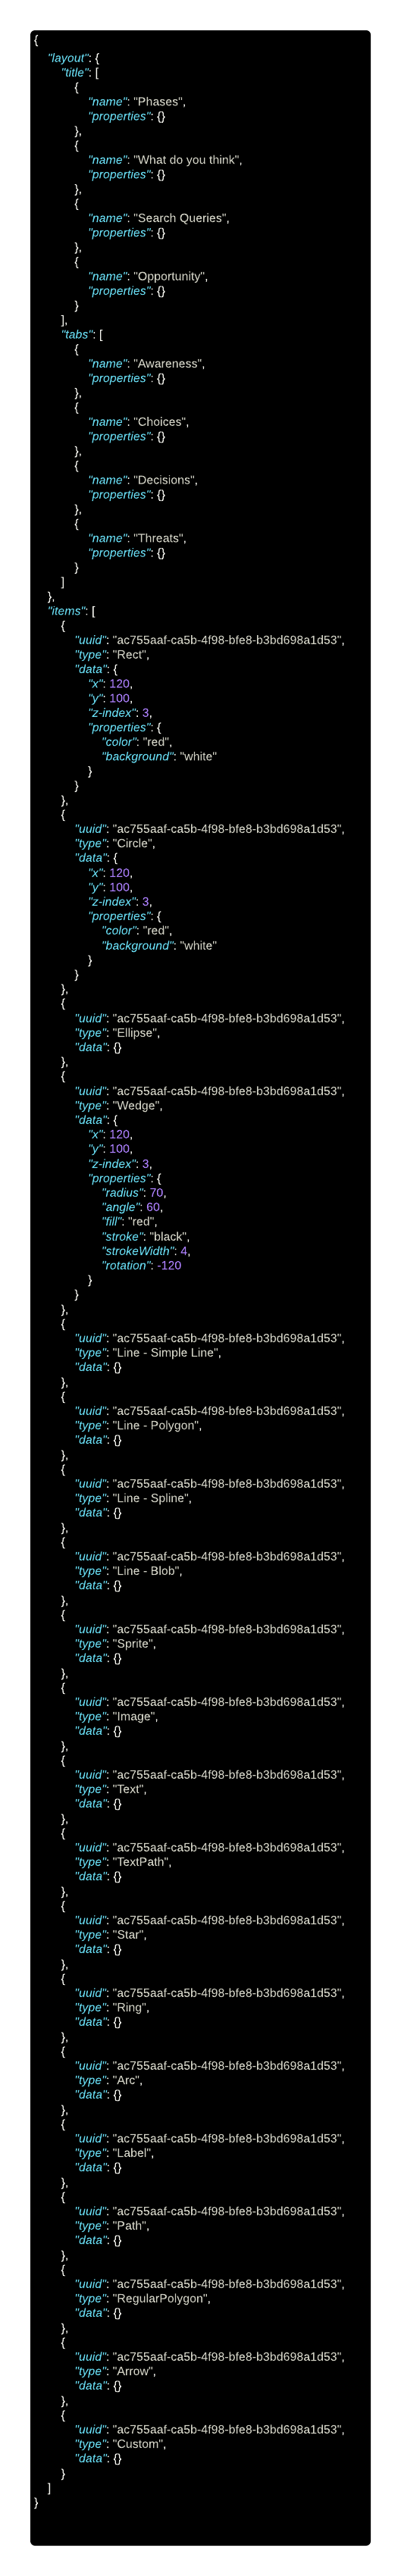 {
"layout": {
"title": [
{
"name": "Phases",
"properties": {}
},
{
"name": "What do you think",
"properties": {}
},
{
"name": "Search Queries",
"properties": {}
},
{
"name": "Opportunity",
"properties": {}
}
],
"tabs": [
{
"name": "Awareness",
"properties": {}
},
{
"name": "Choices",
"properties": {}
},
{
"name": "Decisions",
"properties": {}
},
{
"name": "Threats",
"properties": {}
}
]
},
"items": [
{
"uuid": "ac755aaf-ca5b-4f98-bfe8-b3bd698a1d53",
"type": "Rect",
"data": {
"x": 120,
"y": 100,
"z-index": 3,
"properties": {
"color": "red",
"background": "white"
}
}
},
{
"uuid": "ac755aaf-ca5b-4f98-bfe8-b3bd698a1d53",
"type": "Circle",
"data": {
"x": 120,
"y": 100,
"z-index": 3,
"properties": {
"color": "red",
"background": "white"
}
}
},
{
"uuid": "ac755aaf-ca5b-4f98-bfe8-b3bd698a1d53",
"type": "Ellipse",
"data": {}
},
{
"uuid": "ac755aaf-ca5b-4f98-bfe8-b3bd698a1d53",
"type": "Wedge",
"data": {
"x": 120,
"y": 100,
"z-index": 3,
"properties": {
"radius": 70,
"angle": 60,
"fill": "red",
"stroke": "black",
"strokeWidth": 4,
"rotation": -120
}
}
},
{
"uuid": "ac755aaf-ca5b-4f98-bfe8-b3bd698a1d53",
"type": "Line - Simple Line",
"data": {}
},
{
"uuid": "ac755aaf-ca5b-4f98-bfe8-b3bd698a1d53",
"type": "Line - Polygon",
"data": {}
},
{
"uuid": "ac755aaf-ca5b-4f98-bfe8-b3bd698a1d53",
"type": "Line - Spline",
"data": {}
},
{
"uuid": "ac755aaf-ca5b-4f98-bfe8-b3bd698a1d53",
"type": "Line - Blob",
"data": {}
},
{
"uuid": "ac755aaf-ca5b-4f98-bfe8-b3bd698a1d53",
"type": "Sprite",
"data": {}
},
{
"uuid": "ac755aaf-ca5b-4f98-bfe8-b3bd698a1d53",
"type": "Image",
"data": {}
},
{
"uuid": "ac755aaf-ca5b-4f98-bfe8-b3bd698a1d53",
"type": "Text",
"data": {}
},
{
"uuid": "ac755aaf-ca5b-4f98-bfe8-b3bd698a1d53",
"type": "TextPath",
"data": {}
},
{
"uuid": "ac755aaf-ca5b-4f98-bfe8-b3bd698a1d53",
"type": "Star",
"data": {}
},
{
"uuid": "ac755aaf-ca5b-4f98-bfe8-b3bd698a1d53",
"type": "Ring",
"data": {}
},
{
"uuid": "ac755aaf-ca5b-4f98-bfe8-b3bd698a1d53",
"type": "Arc",
"data": {}
},
{
"uuid": "ac755aaf-ca5b-4f98-bfe8-b3bd698a1d53",
"type": "Label",
"data": {}
},
{
"uuid": "ac755aaf-ca5b-4f98-bfe8-b3bd698a1d53",
"type": "Path",
"data": {}
},
{
"uuid": "ac755aaf-ca5b-4f98-bfe8-b3bd698a1d53",
"type": "RegularPolygon",
"data": {}
},
{
"uuid": "ac755aaf-ca5b-4f98-bfe8-b3bd698a1d53",
"type": "Arrow",
"data": {}
},
{
"uuid": "ac755aaf-ca5b-4f98-bfe8-b3bd698a1d53",
"type": "Custom",
"data": {}
}
]
}